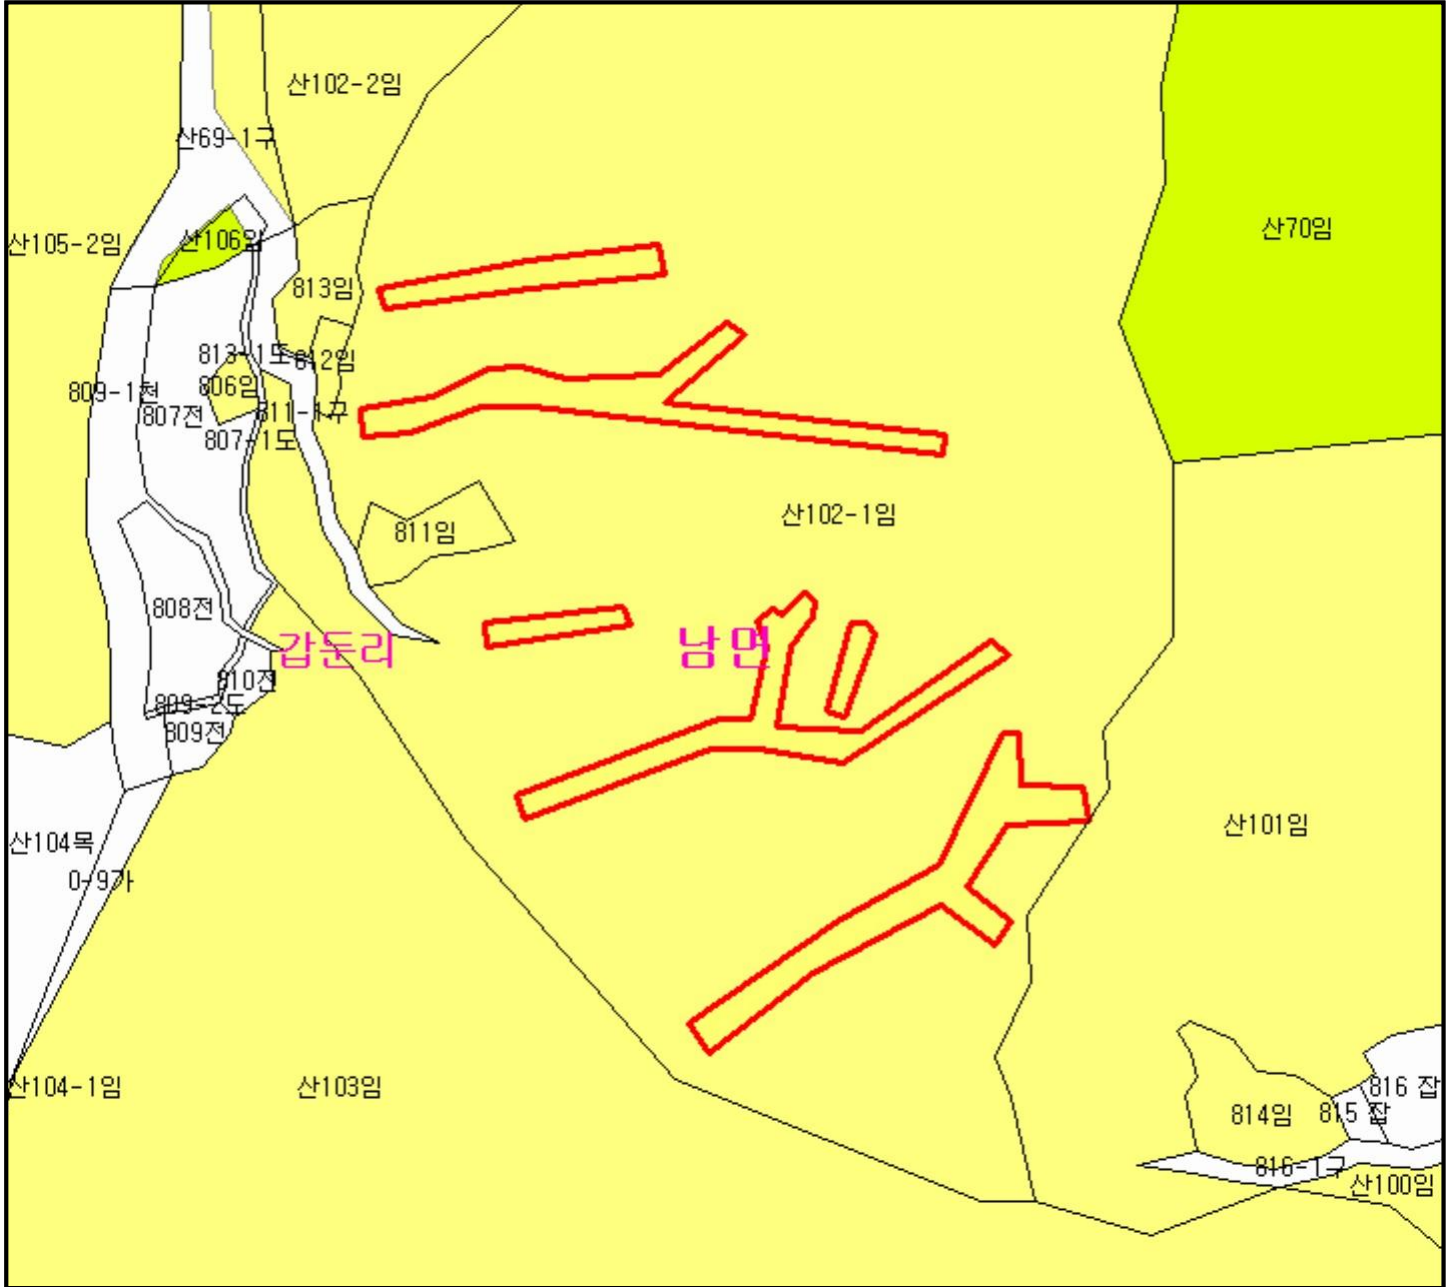 산102-2임
산69-1구
산70임
산105-2임
산106임
813임
813-1도
812임
806임
809-1천
807전
811-1구
807-1도
산102-1임
811임
808전
갑둔리
남면
810전
809-2도
809전
산101임
산104목
0-9가
산104-1임
산103임
816 잡
815 잡
814임
816-1구
산100임